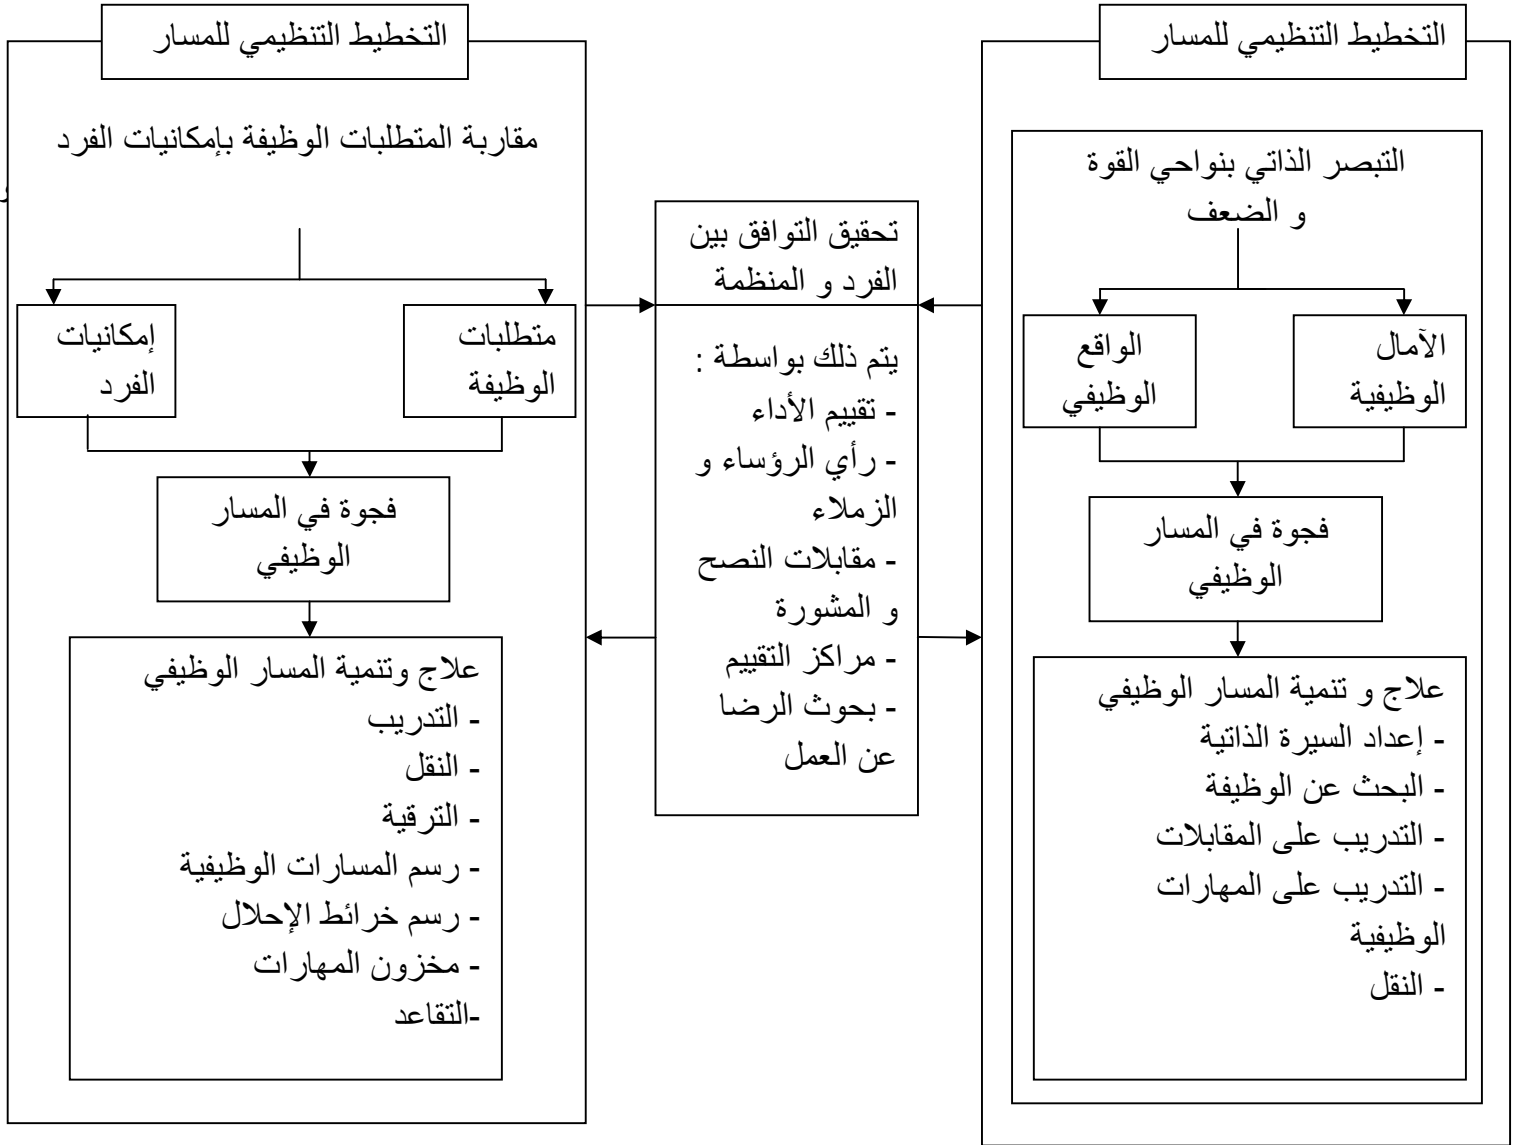 التخطيط التنظيمي للمسار
التبصر الذاتي بنواحي القوة
و الضعف
الآمال
الوظيفية
الواقع
الوظيفي
فجوة في المسار
الوظيفي
علاج و تنمية المسار الوظيفي
- إعداد السيرة الذاتية
- البحث عن الوظيفة
- التدريب على المقابلات
- التدريب على المهارات
الوظيفية
- النقل
تحقيق التوافق بين
الفرد و المنظمة
يتم ذلك بواسطة :
- تقييم الأداء
- رأي الرؤساء و
الزملاء
- مقابلات النصح
و المشورة
- مراكز التقييم
- بحوث الرضا
عن العمل
التخطيط التنظيمي للمسار
مقاربة المتطلبات الوظيفة بإمكانيات الفرد
متطلبات
الوظيفة
إمكانيات
الفرد
فجوة في المسار
الوظيفي
علاج وتنمية المسار الوظيفي
- التدريب
- النقل
- الترقية
- رسم المسارات الوظيفية
- رسم خرائط الإحلال
- مخزون المهارات
-التقاعد